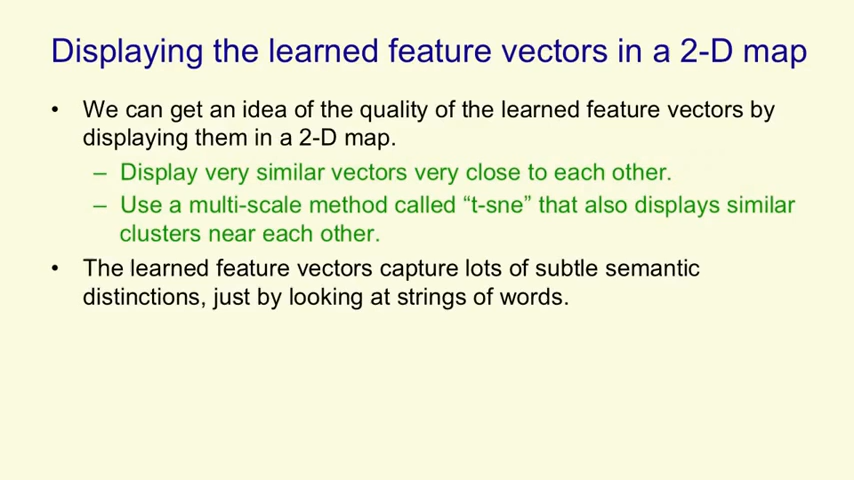 Displaying the learned feature vectors in a 2-D map
• We can get an idea of the quality of the learned feature vectors by
displaying them in a 2-D map.
– Display very similar vectors very close to each other.
– Use a multi-scale method called “t-sne” that also displays similar
clusters near each other.
• The learned feature vectors capture lots of subtle semantic
distinctions, just by looking at strings of words.